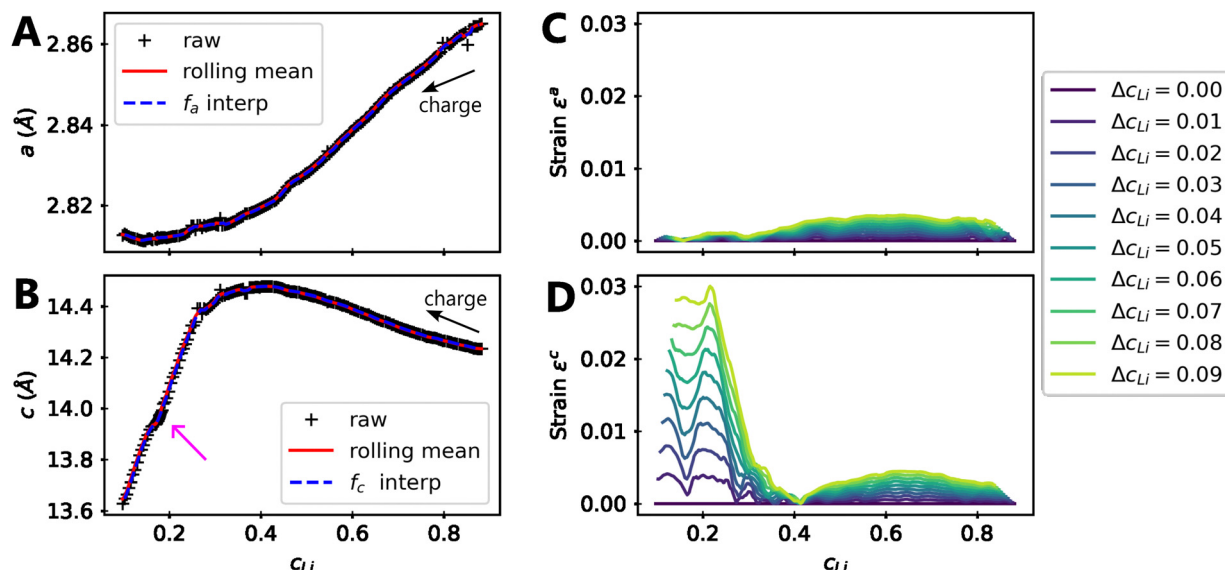 A
raw
rolling mean
f_a interp
charge
a (Å)
2.86
2.84
2.82
B
charge
raw
rolling mean
f_c interp
c (Å)
14.4
14.2
14.0
13.8
13.6
0.2 0.4 0.6 0.8
c_Li
C
Strain ε^a
0.03
0.02
0.01
0.00
D
Strain ε^c
0.03
0.02
0.01
0.00
0.2 0.4 0.6 0.8
c_Li
Δc_Li = 0.00
Δc_Li = 0.01
Δc_Li = 0.02
Δc_Li = 0.03
Δc_Li = 0.04
Δc_Li = 0.05
Δc_Li = 0.06
Δc_Li = 0.07
Δc_Li = 0.08
Δc_Li = 0.09